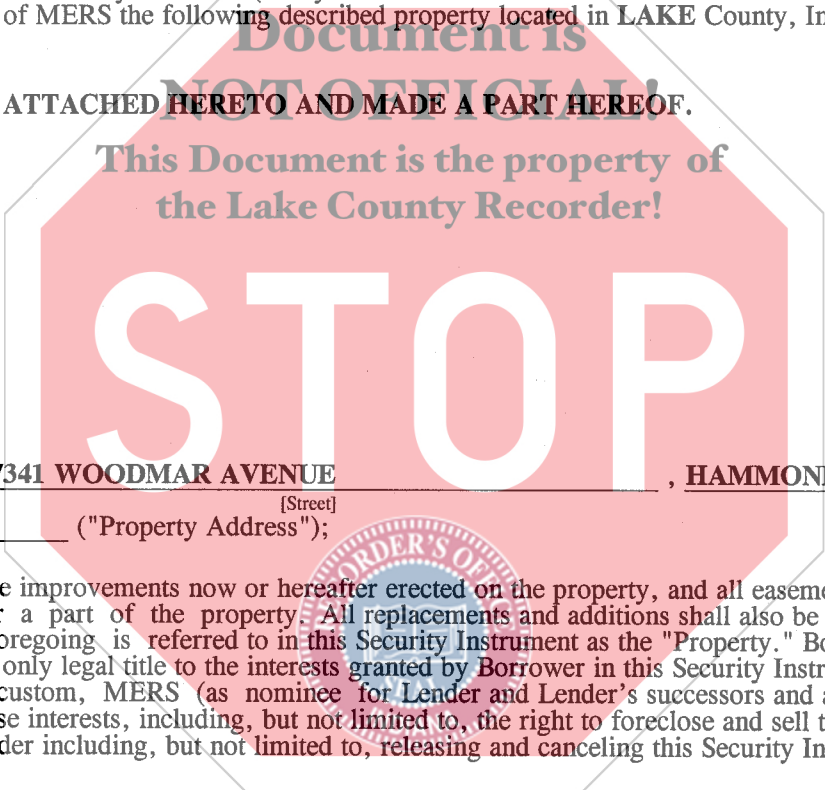 of MERS the following described property located in LAKE County, In
Document is
ATTACHED HERETO AND MADE A PART HEREOF.
NOT OFFICIAL!
This Document is the property of
the Lake County Recorder!
STOP
7341 WOODMAR AVENUE , HAMMON
[Street]
("Property Address");
e improvements now or hereafter erected on the property, and all easeme
r a part of the property. All replacements and additions shall also be
oregoing is referred to in this Security Instrument as the "Property." Bo
only legal title to the interests granted by Borrower in this Security Instr
custom, MERS (as nominee for Lender and Lender's successors and a
se interests, including, but not limited to, the right to foreclose and sell t
der including, but not limited to, releasing and canceling this Security In
ORDER'S OF